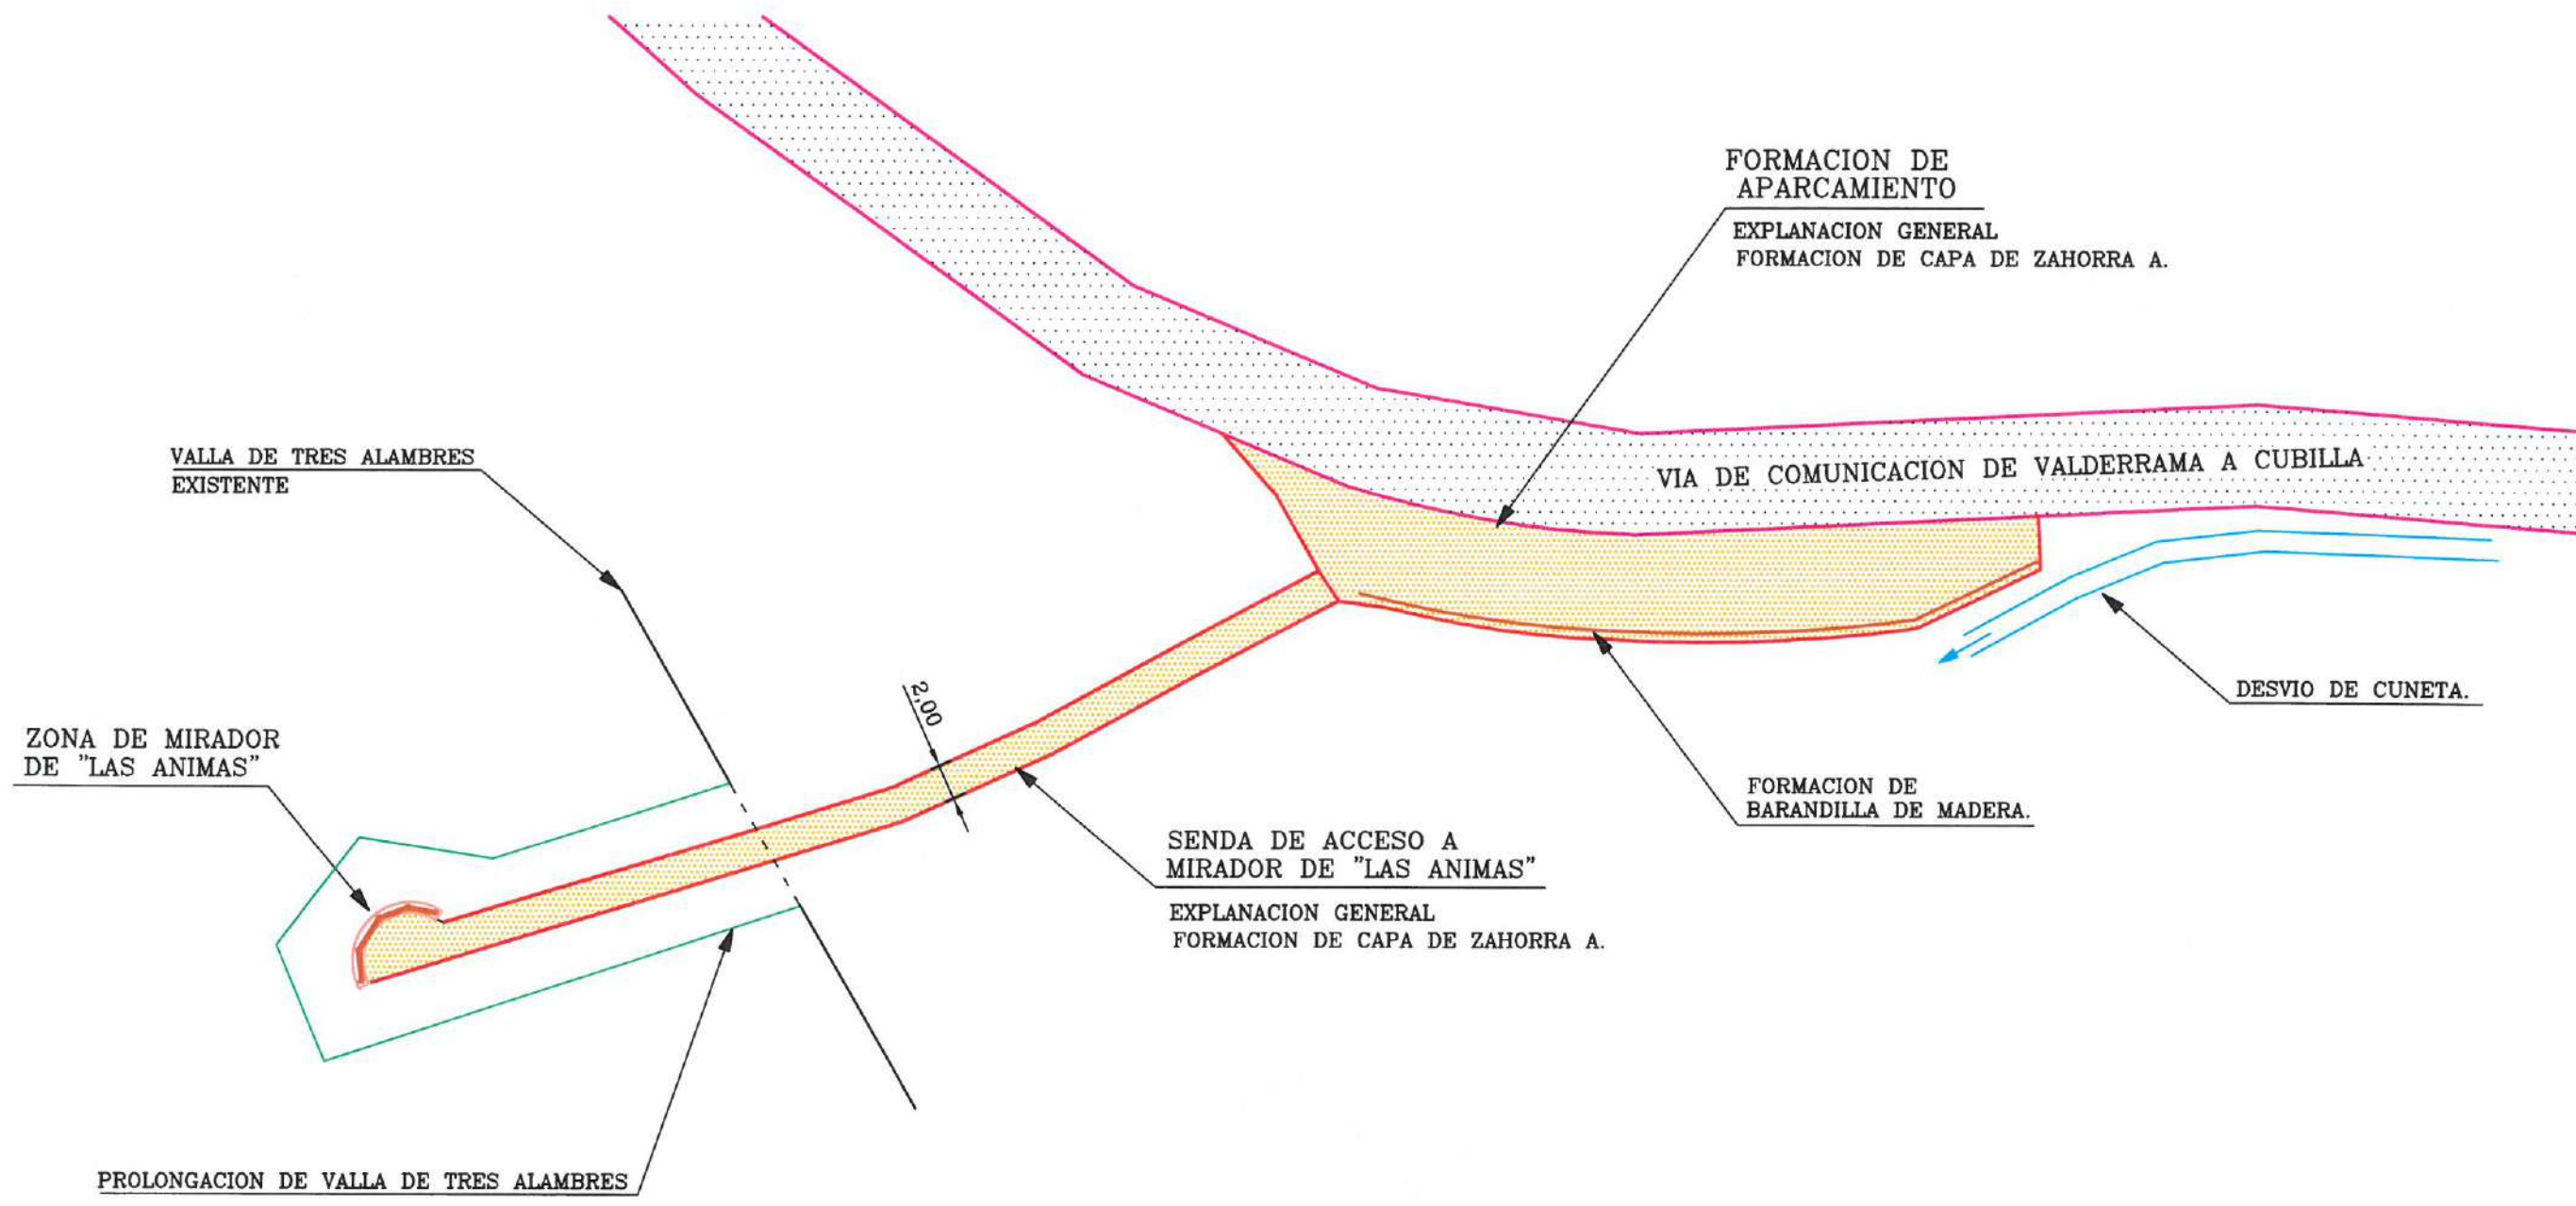 FORMACION DE
APARCAMIENTO
EXPLANACION GENERAL
FORMACION DE CAPA DE ZAHORRA A.
VIA DE COMUNICACION DE VALDERRAMA A CUBILLA
VALLA DE TRES ALAMBRES
EXISTENTE
2,00
DESVIO DE CUNETA.
ZONA DE MIRADOR
DE "LAS ANIMAS"
FORMACION DE
BARANDILLA DE MADERA.
SENDA DE ACCESO A
MIRADOR DE "LAS ANIMAS"
EXPLANACION GENERAL
FORMACION DE CAPA DE ZAHORRA A.
PROLONGACION DE VALLA DE TRES ALAMBRES